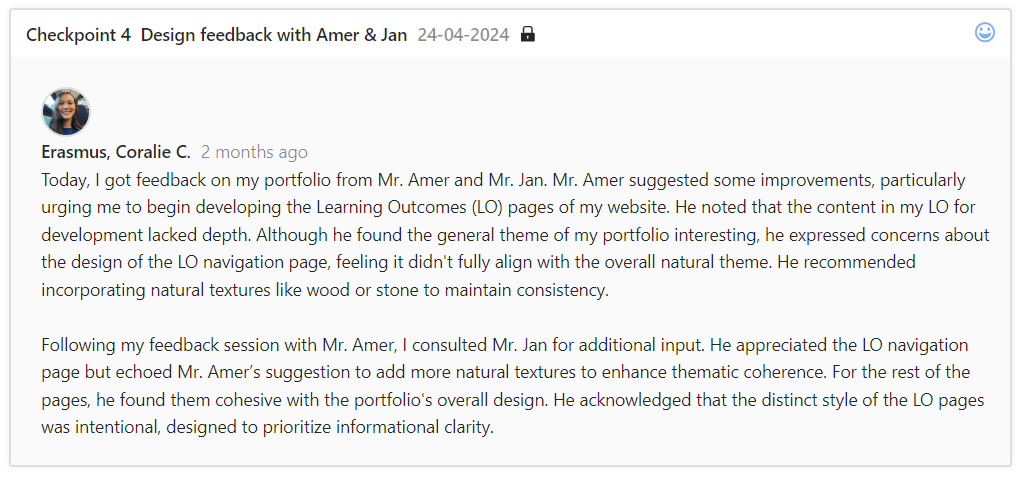 Checkpoint 4 Design feedback with Amer & Jan 24-04-2024
Erasmus, Coralie C. 2 months ago
Today, I got feedback on my portfolio from Mr. Amer and Mr. Jan. Mr. Amer suggested some improvements, particularly
urging me to begin developing the Learning Outcomes (LO) pages of my website. He noted that the content in my LO for
development lacked depth. Although he found the general theme of my portfolio interesting, he expressed concerns about
the design of the LO navigation page, feeling it didn't fully align with the overall natural theme. He recommended
incorporating natural textures like wood or stone to maintain consistency.
Following my feedback session with Mr. Amer, I consulted Mr. Jan for additional input. He appreciated the LO navigation
page but echoed Mr. Amer’s suggestion to add more natural textures to enhance thematic coherence. For the rest of the
pages, he found them cohesive with the portfolio's overall design. He acknowledged that the distinct style of the LO pages
was intentional, designed to prioritize informational clarity.